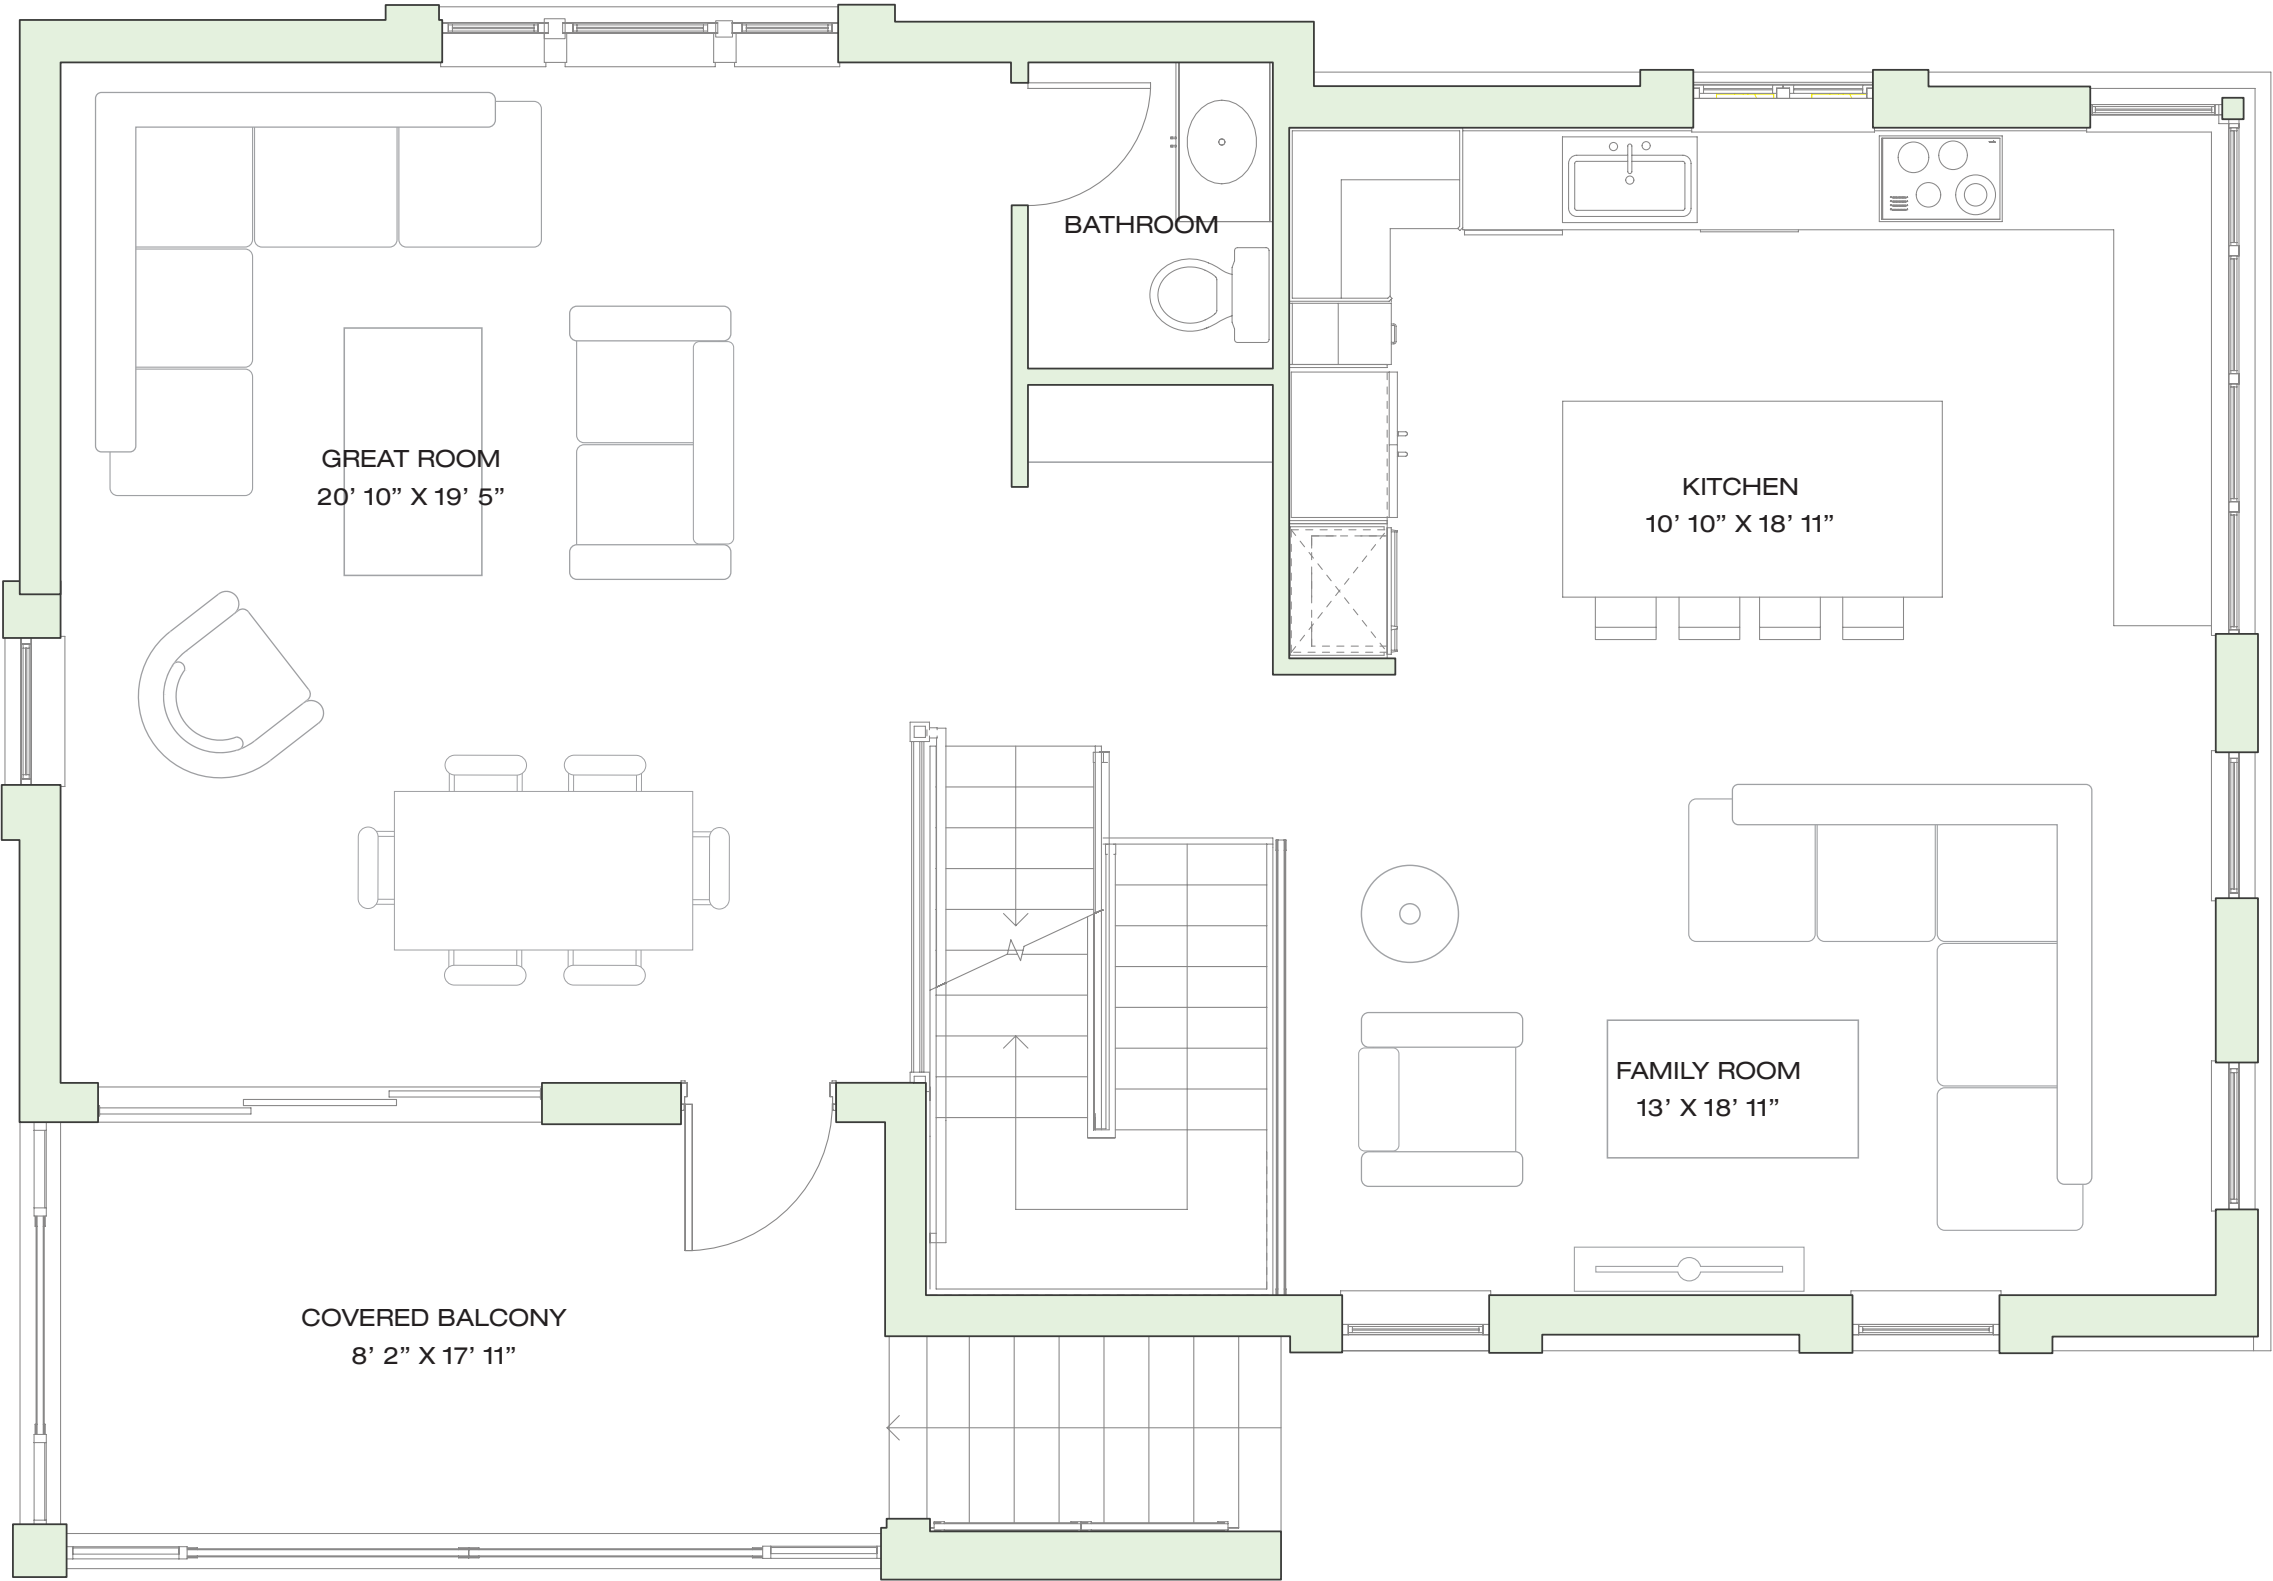 BATHROOM
GREAT ROOM
20’ 10” X 19’ 5”
KITCHEN
10’ 10” X 18’ 11”
FAMILY ROOM
13’ X 18’ 11”
COVERED BALCONY
8’ 2” X 17’ 11”